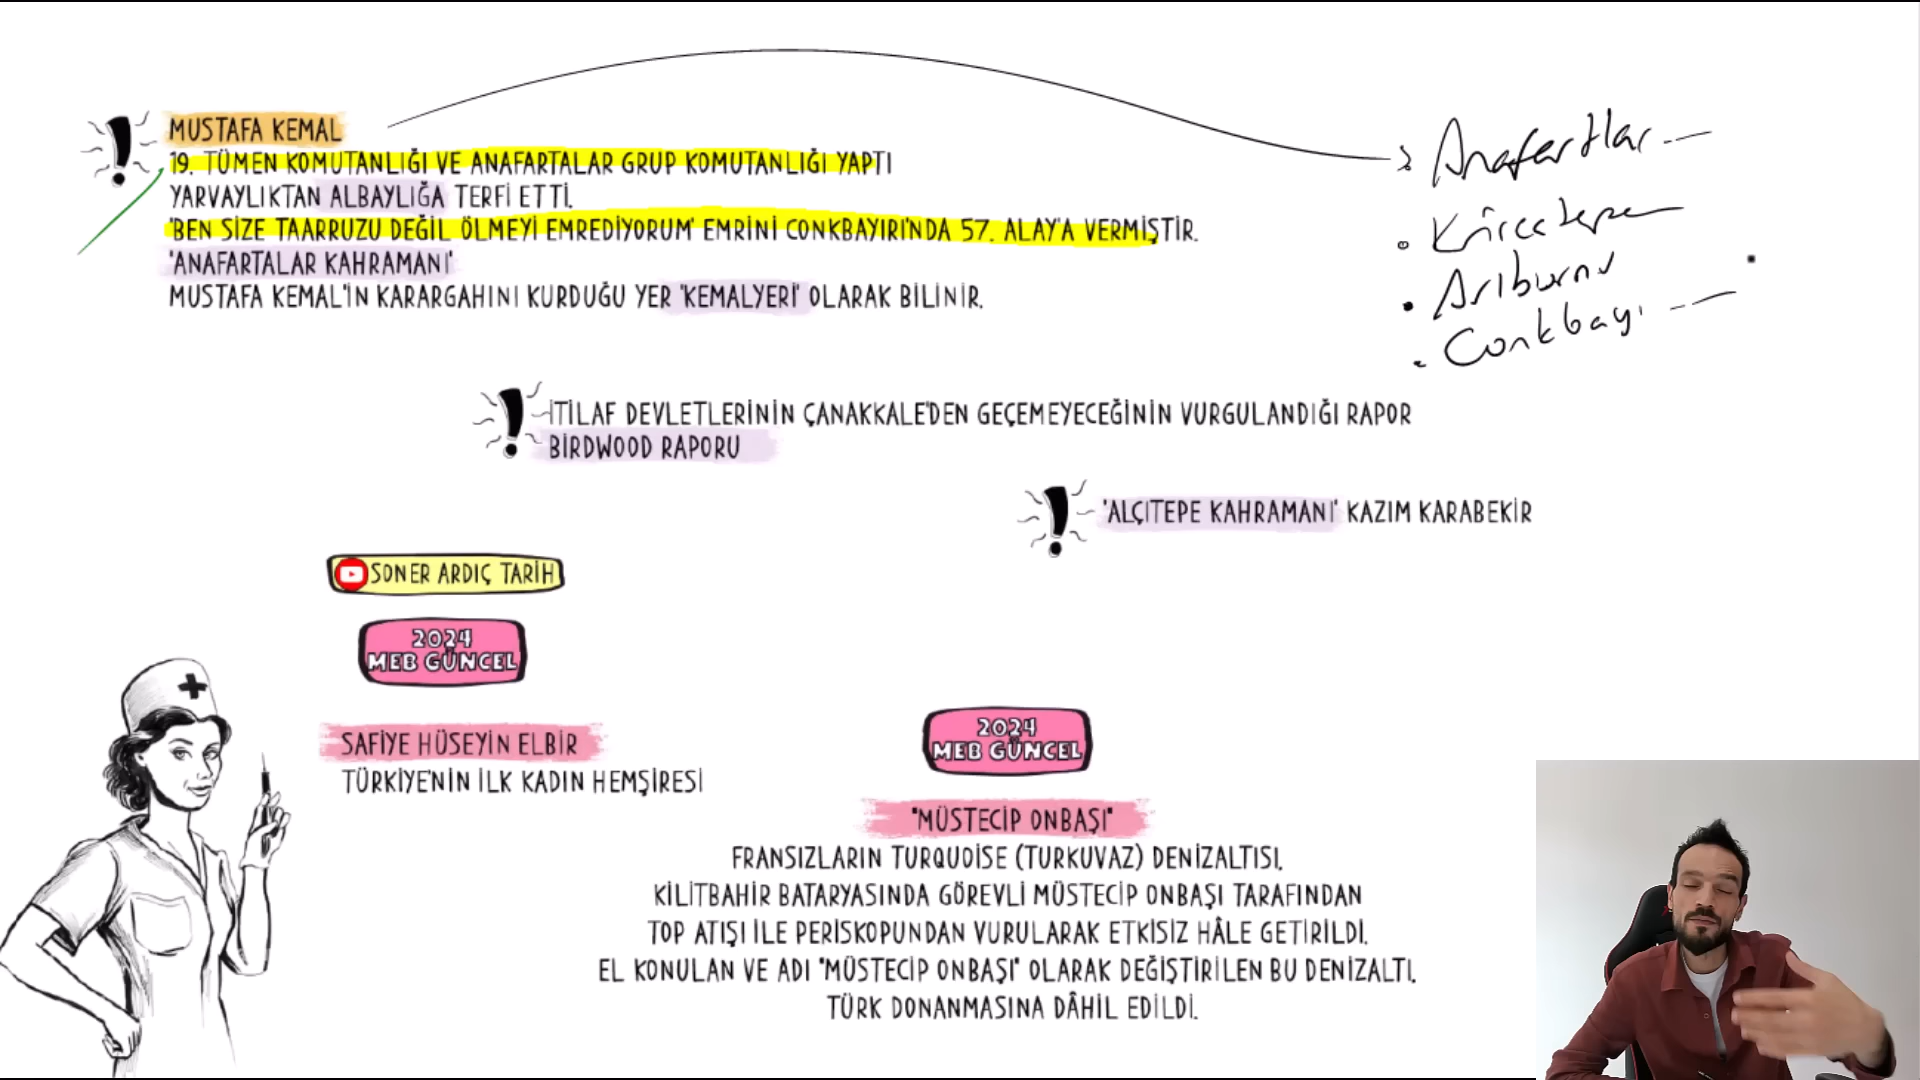 MUSTAFA KEMAL
19. TÜMEN KOMUTANLIĞI VE ANAFARTALAR GRUP KOMUTANLIĞI YAPTI
YARVAYLIKTAN ALBAYLIĞA TERFİ ETTİ.
'BEN SİZE TAARRUZU DEĞİL ÖLMEYİ EMREDİYORUM' EMRİNİ CONKBAYIRI'NDA 57. ALAY'A VERMİŞTİR.
'ANAFARTALAR KAHRAMANI'
MUSTAFA KEMAL'İN KARARGAHINI KURDUĞU YER 'KEMALYERİ' OLARAK BİLİNİR.
Anafartlar
Kirectepe
Arıburnu
Conkbayı
İTİLAF DEVLETLERİNİN ÇANAKKALE'DEN GEÇEMEYECEĞİNİN VURGULANDIĞI RAPOR
BIRDWOOD RAPORU
'ALÇITEPE KAHRAMANI' KAZIM KARABEKİR
SONER ARDIÇ TARİH
2024
MEB GÜNCEL
SAFİYE HÜSEYİN ELBİR
TÜRKİYE'NİN İLK KADIN HEMŞİRESİ
2024
MEB GÜNCEL
"MÜSTECİP ONBAŞI"
FRANSIZLARIN TURQUOISE (TURKUVAZ) DENİZALTISI,
KİLİTBAHİR BATARYASINDA GÖREVLİ MÜSTECİP ONBAŞI TARAFINDAN
TOP ATIŞI İLE PERİSKOPUNDAN VURULARAK ETKİSİZ HÂLE GETİRİLDİ.
EL KONULAN VE ADI "MÜSTECİP ONBAŞI" OLARAK DEĞİŞTİRİLEN BU DENİZALTI,
TÜRK DONANMASINA DÂHİL EDİLDİ.